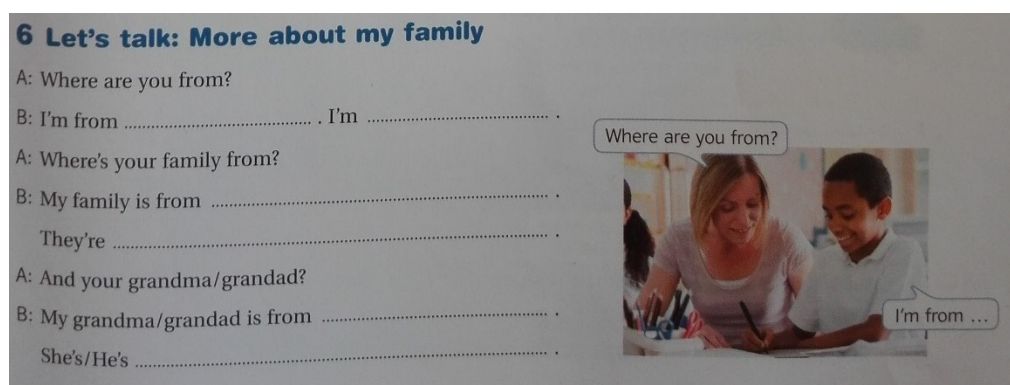 6 Let's talk: More about my family
A: Where are you from?
B: I'm from ........................................ . I'm ........................................ .
A: Where's your family from?
B: My family is from ........................................................................ .
They're ............................................................................................ .
A: And your grandma/grandad?
B: My grandma/grandad is from ................................................ .
She's/He's ........................................................................................ .
Where are you from?
I'm from ...